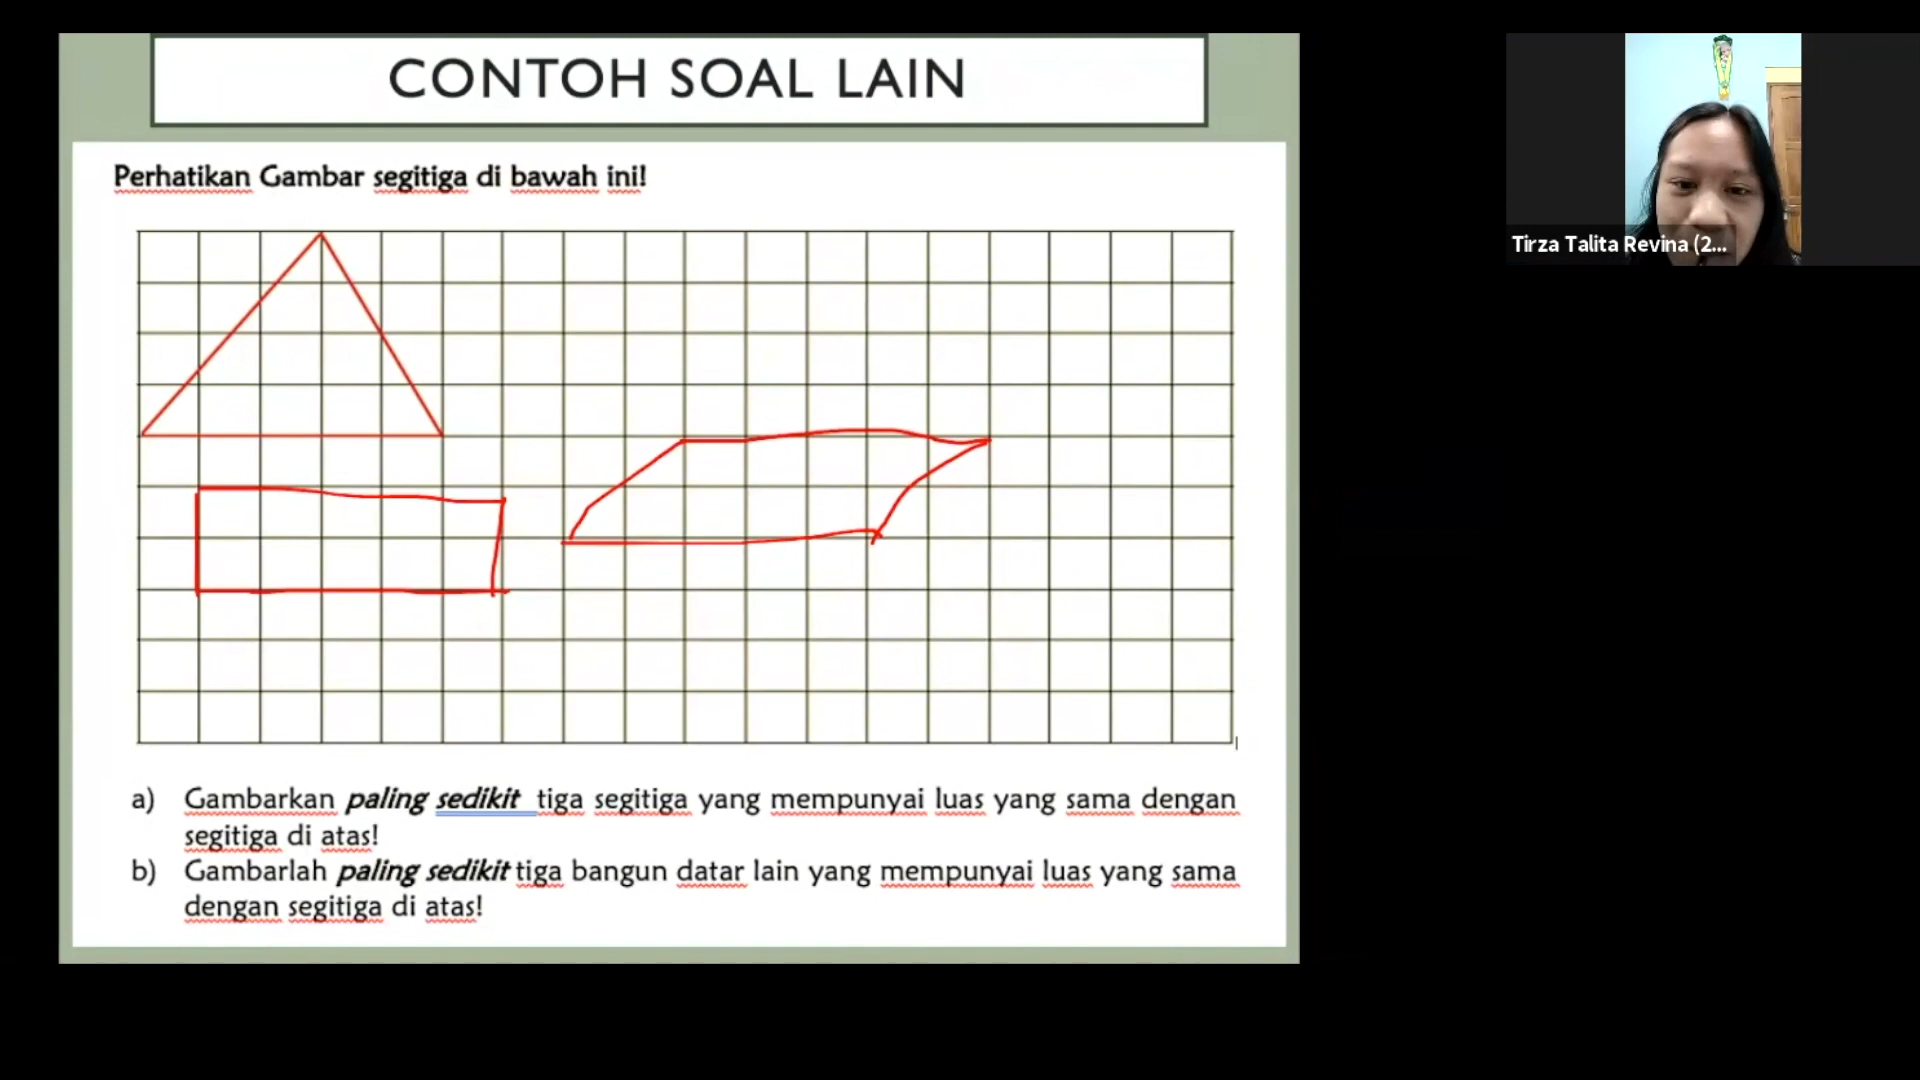 CONTOH SOAL LAIN
Perhatikan Gambar segitiga di bawah ini!
Tirza Talita Revina (2...
a) Gambarkan paling sedikit tiga segitiga yang mempunyai luas yang sama dengan
segitiga di atas!
b) Gambarlah paling sedikit tiga bangun datar lain yang mempunyai luas yang sama
dengan segitiga di atas!